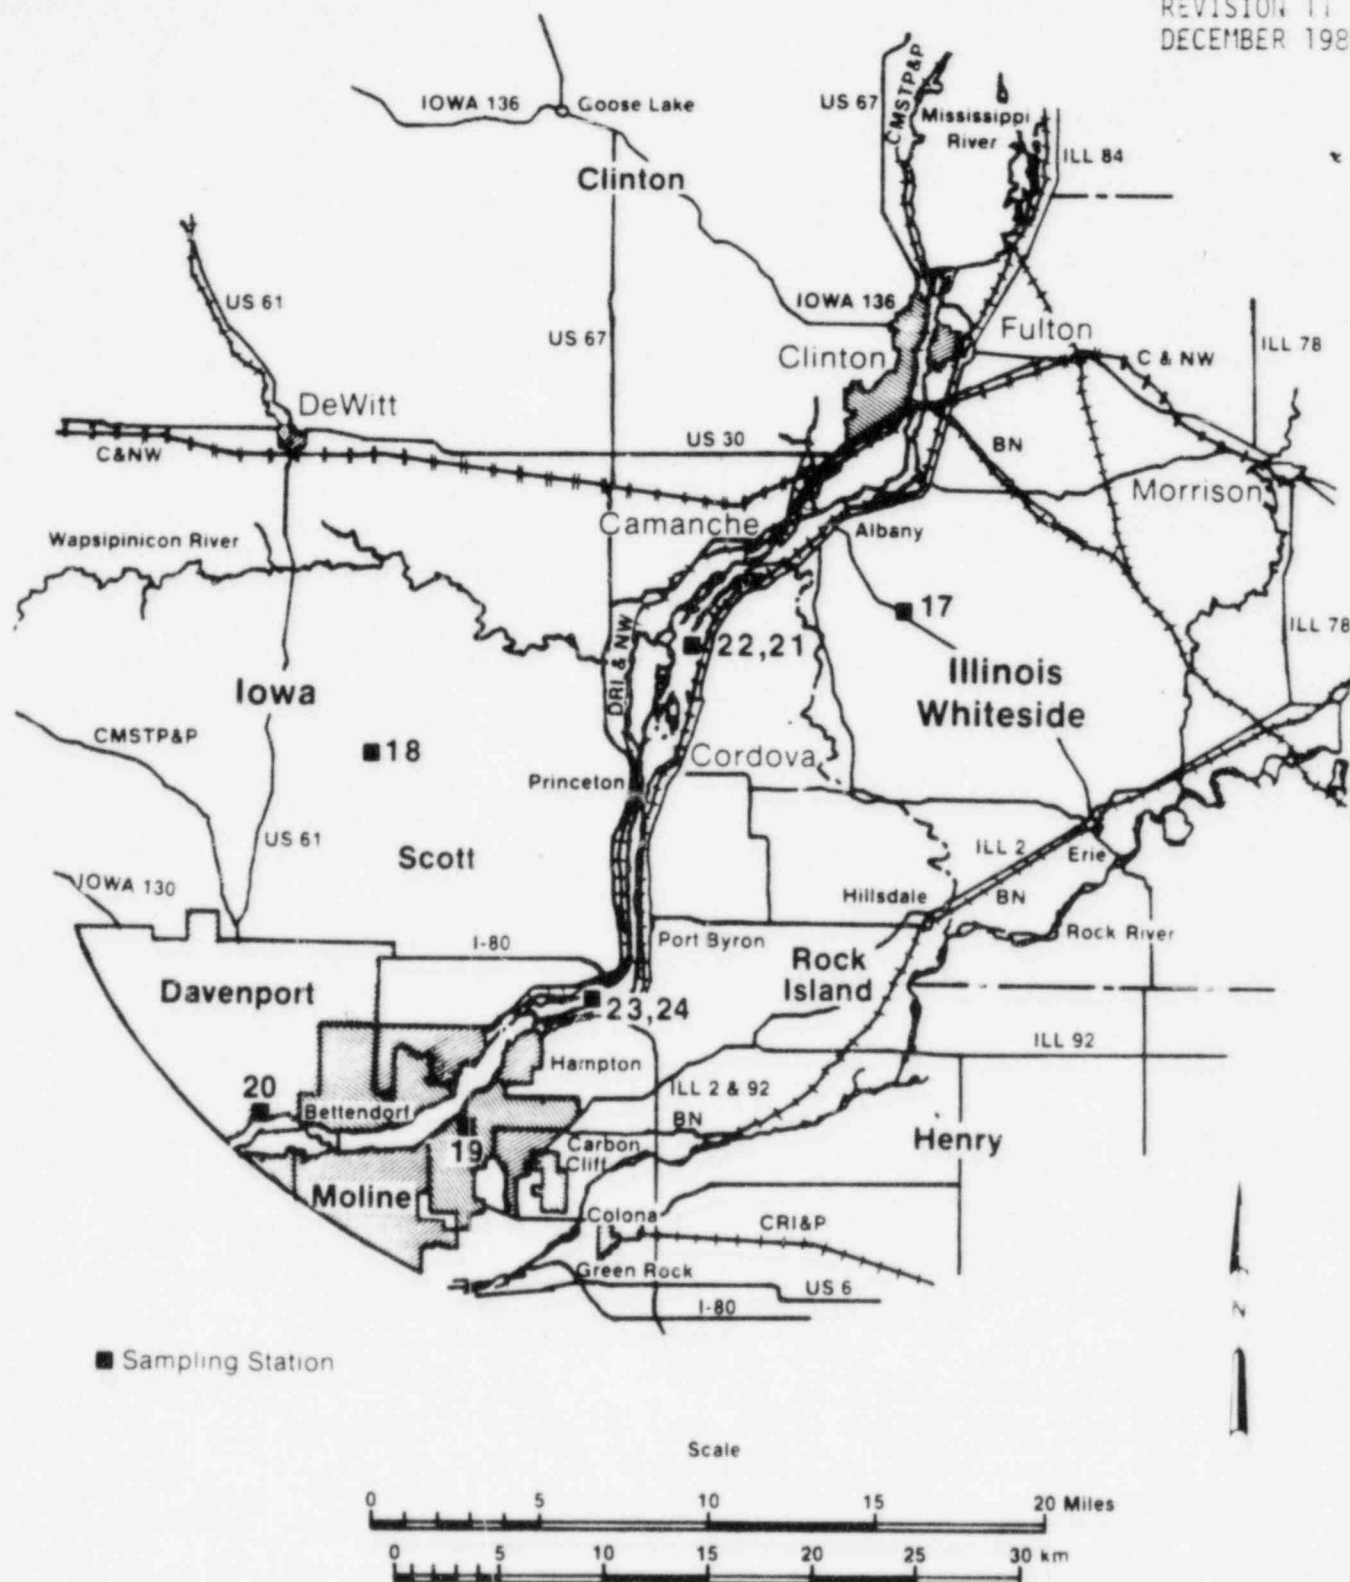 REVISION 11
DECEMBER 198
IOWA 136
Goose Lake
US 67
CMSTP&P
Mississippi
River
ILL 84
Clinton
US 61
IOWA 136
US 67
Clinton
Fulton
C & NW
ILL 78
DeWitt
C&NW
US 30
BN
Morrison
Camanche
Albany
Wapsipinicon River
17
22,21
DRI & NW
ILL 78
Illinois
Whiteside
Iowa
CMSTP&P
18
Cordova
Princeton
US 61
Scott
ILL 2
Erie
IOWA 130
Hillsdale
BN
Rock River
I-80
Port Byron
Rock
Island
Davenport
23,24
Hampton
ILL 92
ILL 2 & 92
20
Bettendorf
BN
19
Carbon
Cliff
Henry
Moline
Colona
CRI&P
Green Rock
US 6
I-80
N
Sampling Station
Scale
0 5 10 15 20 Miles
0 5 10 15 20 25 30 km